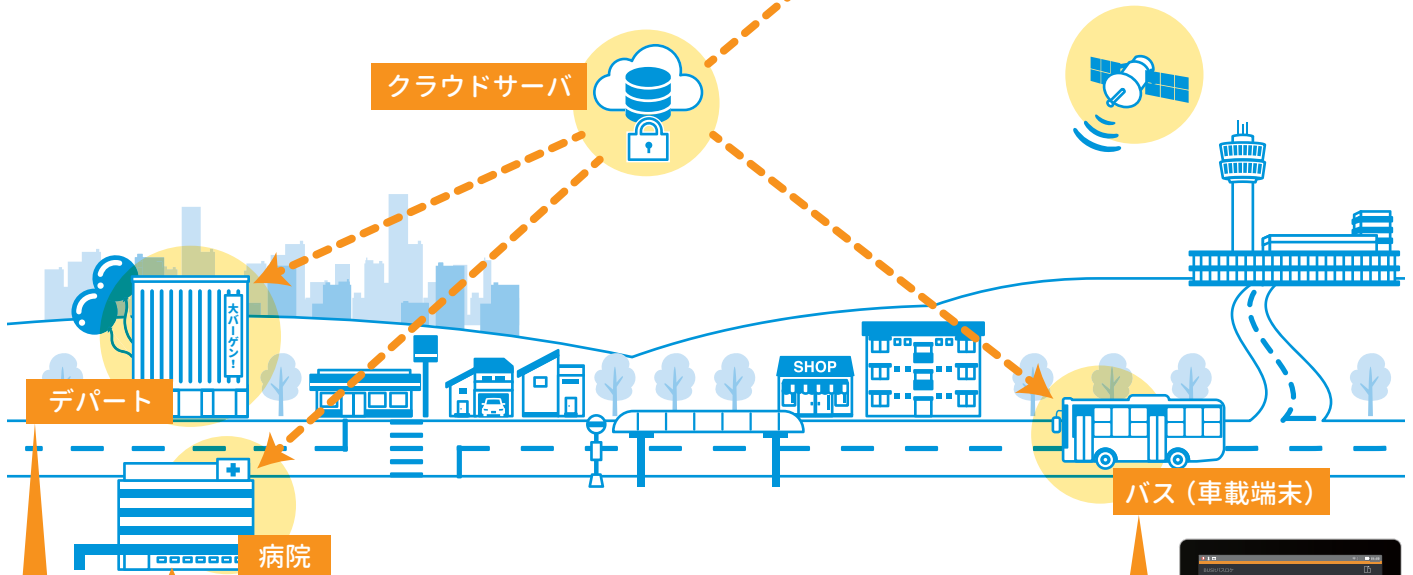 クラウドサーバ
大バーゲン!
SHOP
デパート
バス（車載端末）
病院